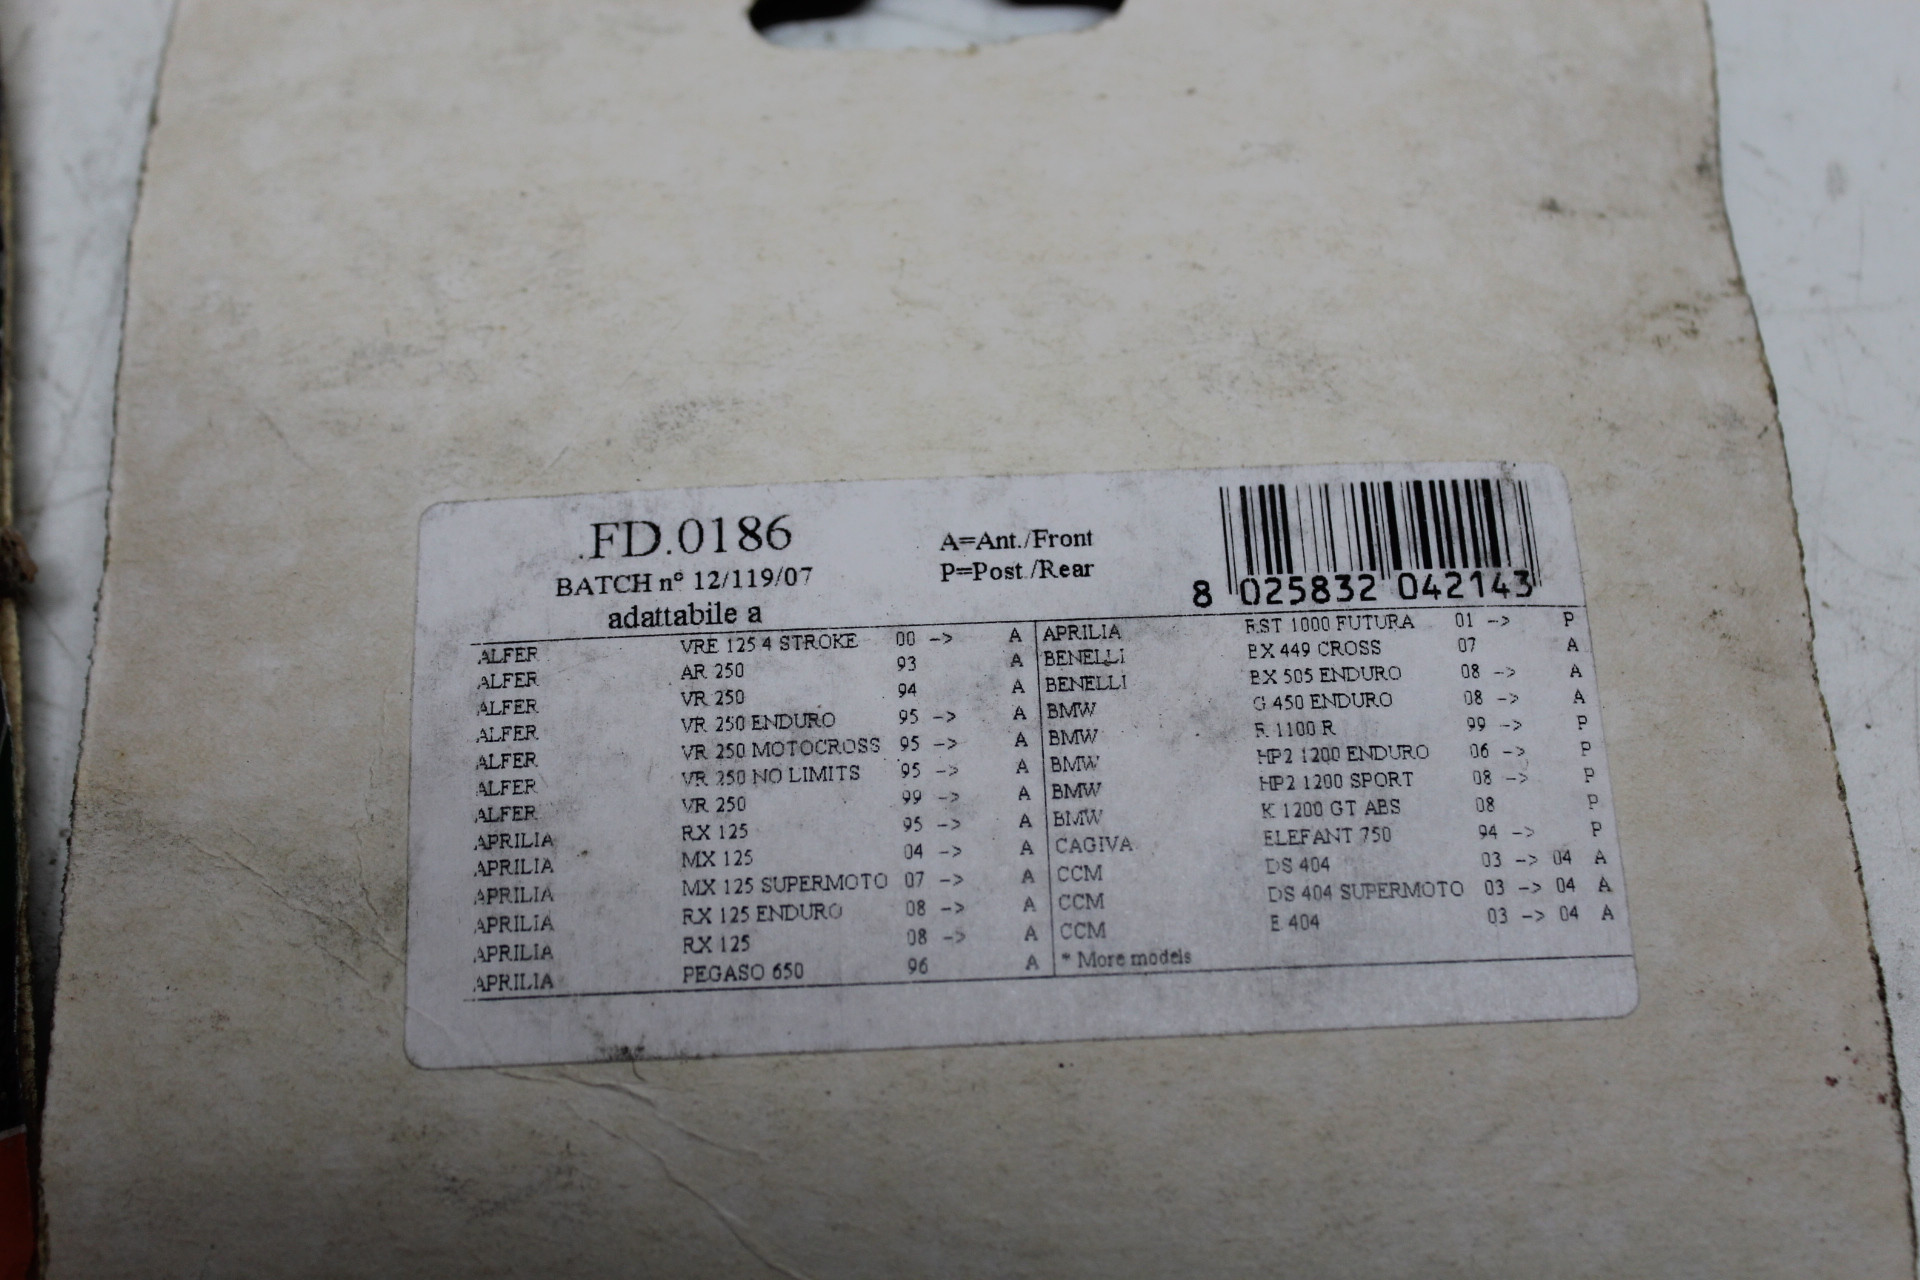 .FD.0186
BATCH nº 12/119/07
adattabile a
A=Ant./Front
P=Post./Rear
8 025832 042143
ALFER VRE 125 4 STROKE 00 -> A
ALFER AR 250 93 A
ALFER VR 250 94 A
ALFER VR 250 ENDURO 95 -> A
ALFER VR 250 MOTOCROSS 95 -> A
ALFER VR 250 NO LIMITS 95 -> A
ALFER VR 250 99 -> A
APRILIA RX 125 95 -> A
APRILIA MX 125 04 -> A
APRILIA MX 125 SUPERMOTO 07 -> A
APRILIA RX 125 ENDURO 08 -> A
APRILIA RX 125 08 -> A
APRILIA PEGASO 650 96 A
APRILIA RST 1000 FUTURA 01 -> P
BENELLI BX 449 CROSS 07 A
BENELLI BX 505 ENDURO 08 -> A
BMW G 450 ENDURO 08 -> A
BMW R 1100 R 99 -> P
BMW HP2 1200 ENDURO 06 -> P
BMW HP2 1200 SPORT 08 -> P
BMW K 1200 GT ABS 08 P
CAGIVA ELEFANT 750 94 -> P
CCM DS 404 03 -> 04 A
CCM DS 404 SUPERMOTO 03 -> 04 A
CCM E 404 03 -> 04 A
* More models